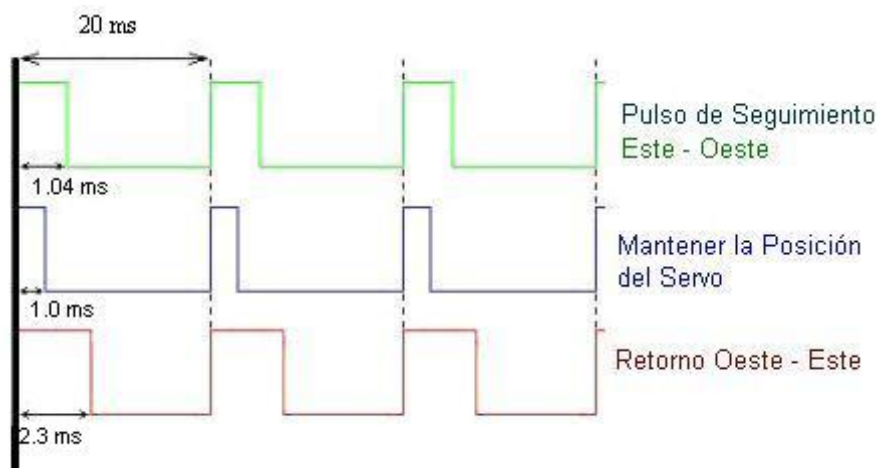 20 ms
Pulso de Seguimiento
Este - Oeste
1.04 ms
Mantener la Posición
del Servo
1.0 ms
Retorno Oeste - Este
2.3 ms